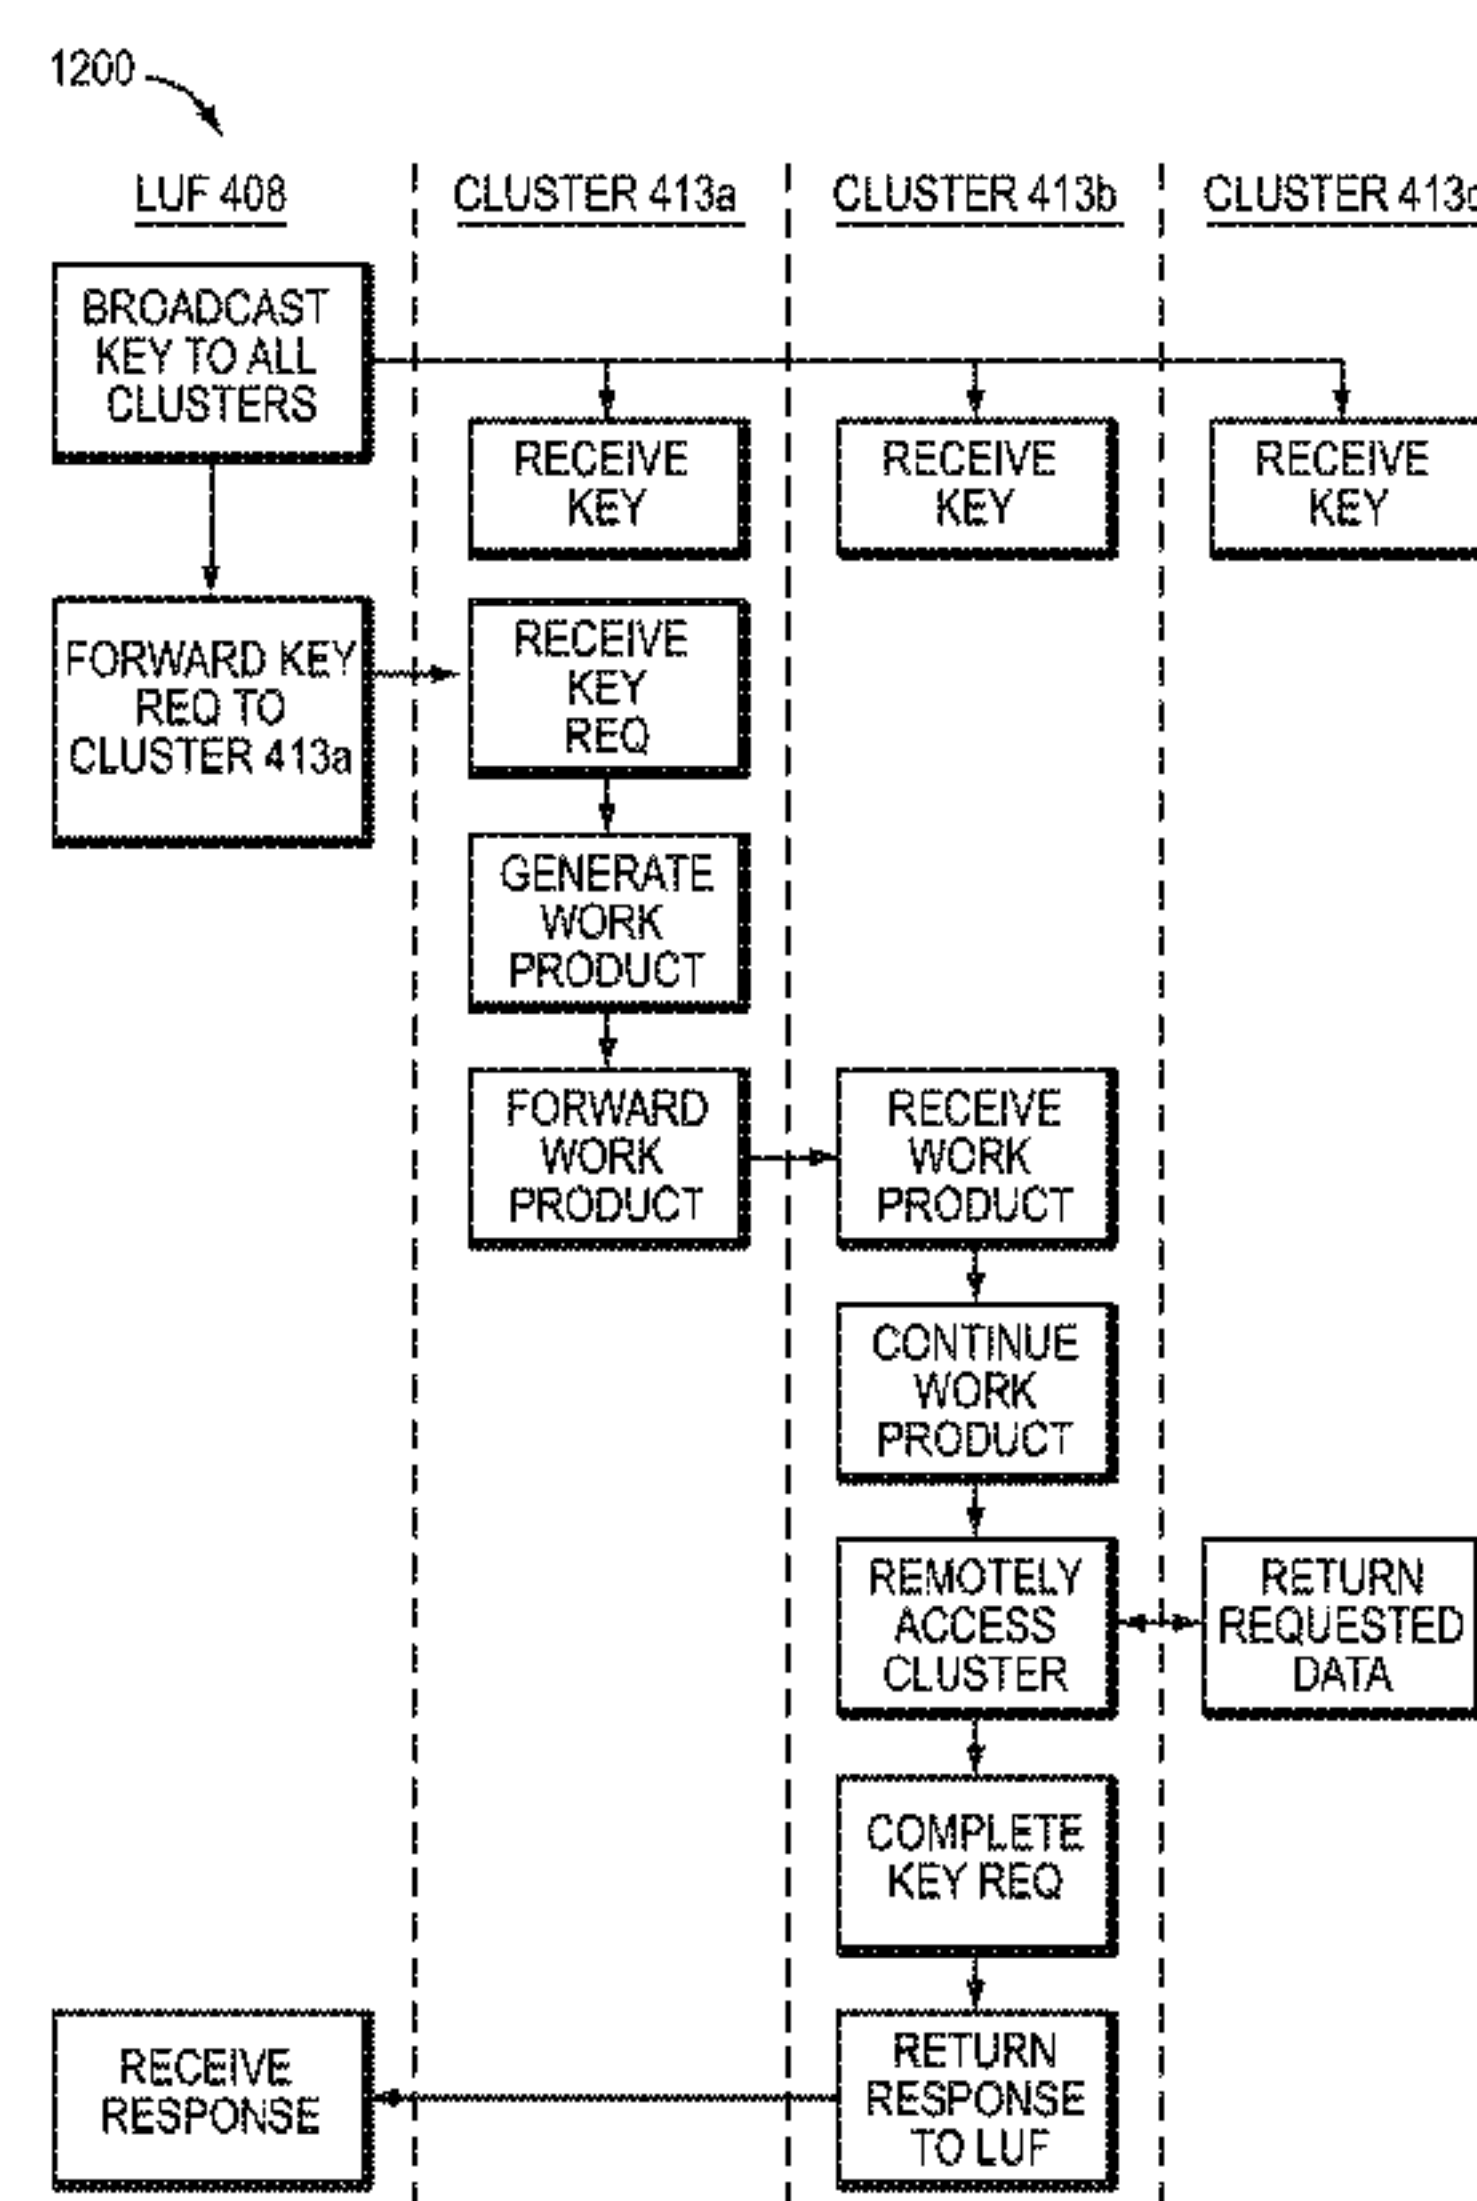 1200
LUF 408
CLUSTER 413a
CLUSTER 413b
CLUSTER 413c
BROADCAST
KEY TO ALL
CLUSTERS
RECEIVE
KEY
RECEIVE
KEY
RECEIVE
KEY
FORWARD KEY
REQ TO
CLUSTER 413a
RECEIVE
KEY
REQ
GENERATE
WORK
PRODUCT
FORWARD
WORK
PRODUCT
RECEIVE
WORK
PRODUCT
CONTINUE
WORK
PRODUCT
REMOTELY
ACCESS
CLUSTER
RETURN
REQUESTED
DATA
COMPLETE
KEY REQ
RETURN
RESPONSE
TO LUF
RECEIVE
RESPONSE